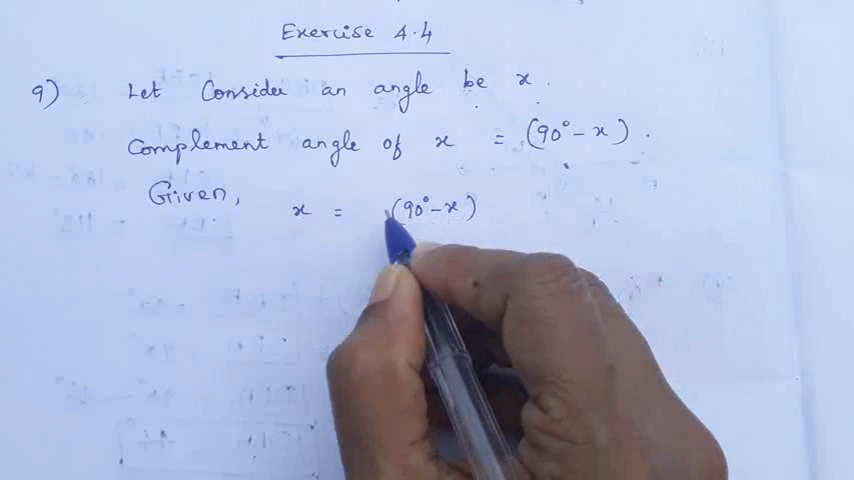 Exercise 4.4
9) Let Consider an angle be x.
Complement angle of x = (90° - x).
Given,
x = (90° - x)